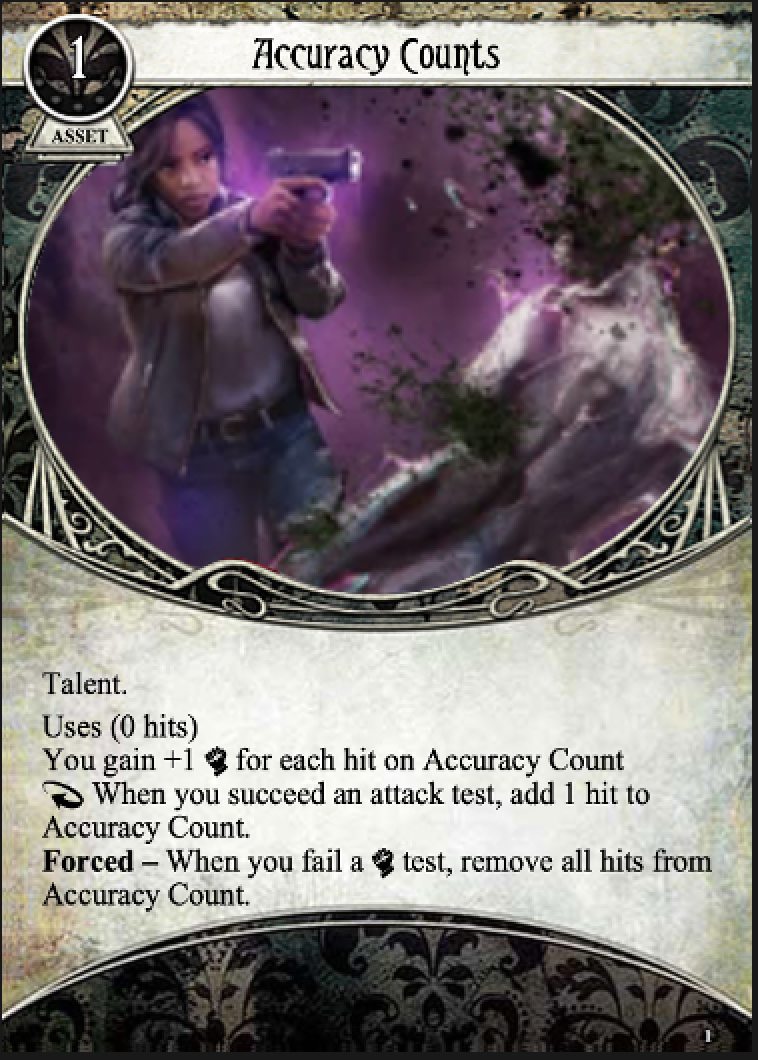 1
Accuracy Counts
ASSET
Talent.
Uses (0 hits)
You gain +1 for each hit on Accuracy Count
When you succeed an attack test, add 1 hit to
Accuracy Count.
Forced – When you fail a test, remove all hits from
Accuracy Count.
1